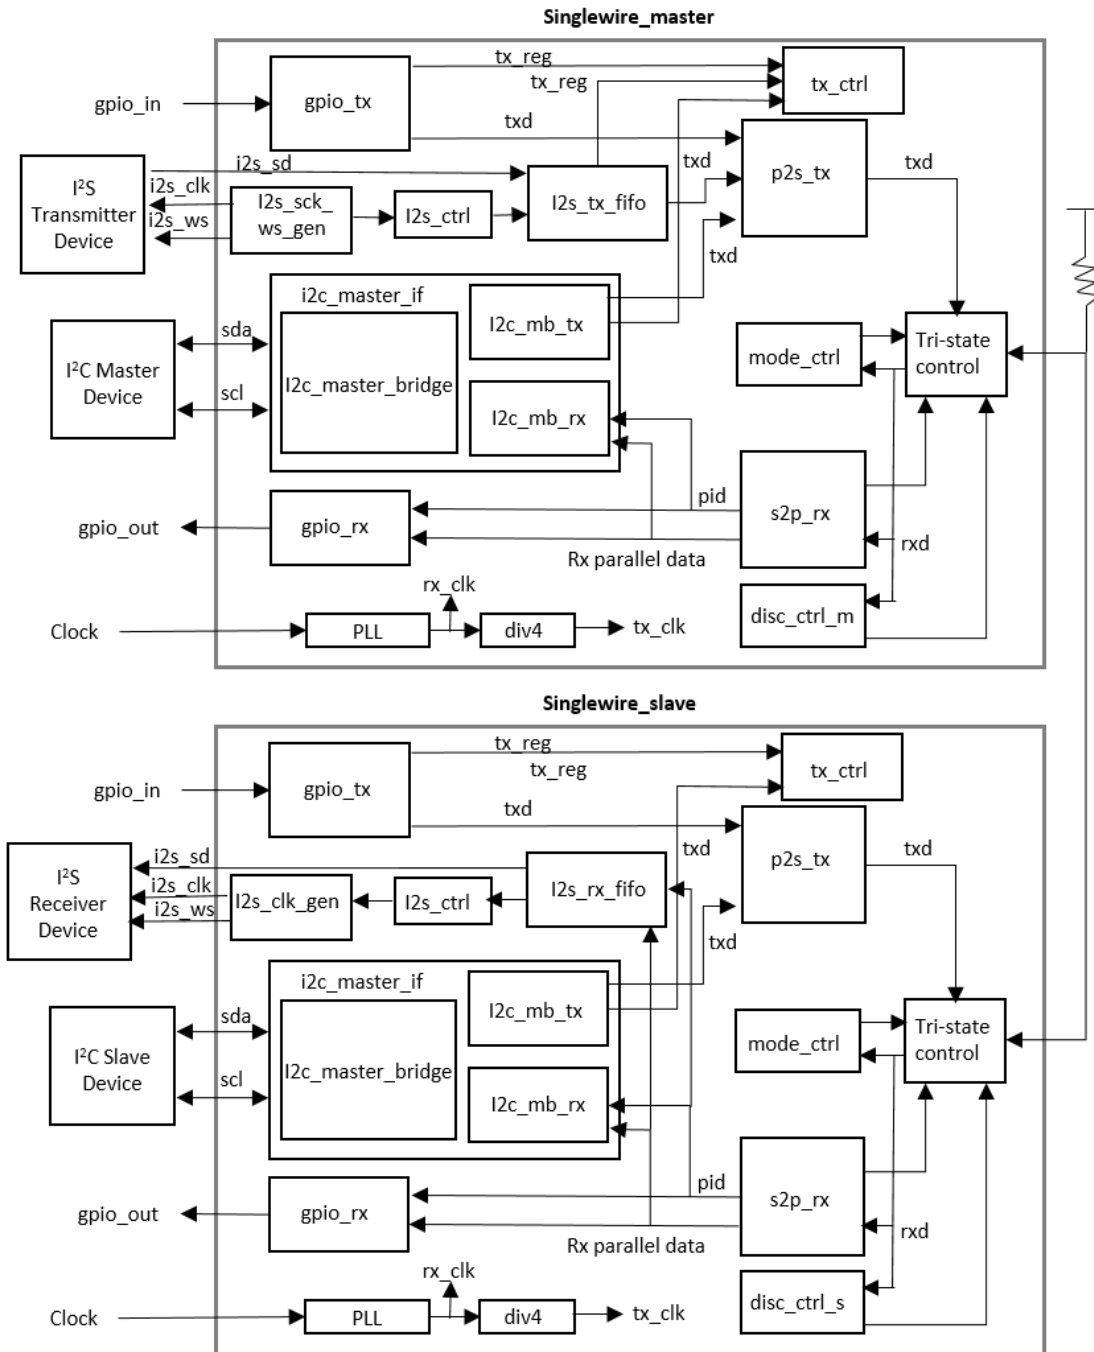 Singlewire_master
tx_reg
tx_reg
gpio_in
gpio_tx
tx_ctrl
txd
i2s_sd
txd
p2s_tx
txd
I²S
Transmitter
Device
i2s_clk
i2s_ws
I2s_sck_
ws_gen
I2s_ctrl
I2s_tx_fifo
txd
i2c_master_if
I2c_mb_tx
sda
I²C Master
Device
scl
I2c_master_bridge
I2c_mb_rx
mode_ctrl
Tri-state
control
pid
gpio_out
gpio_rx
s2p_rx
rxd
Rx parallel data
rx_clk
Clock
PLL
div4
tx_clk
disc_ctrl_m
Singlewire_slave
tx_reg
tx_reg
gpio_in
gpio_tx
tx_ctrl
txd
txd
p2s_tx
txd
i2s_sd
I²S
Receiver
Device
i2s_clk
i2s_ws
I2s_clk_gen
I2s_ctrl
I2s_rx_fifo
txd
i2c_master_if
I2c_mb_tx
sda
I²C Slave
Device
scl
I2c_master_bridge
I2c_mb_rx
mode_ctrl
Tri-state
control
pid
gpio_out
gpio_rx
s2p_rx
rxd
Rx parallel data
rx_clk
Clock
PLL
div4
tx_clk
disc_ctrl_s